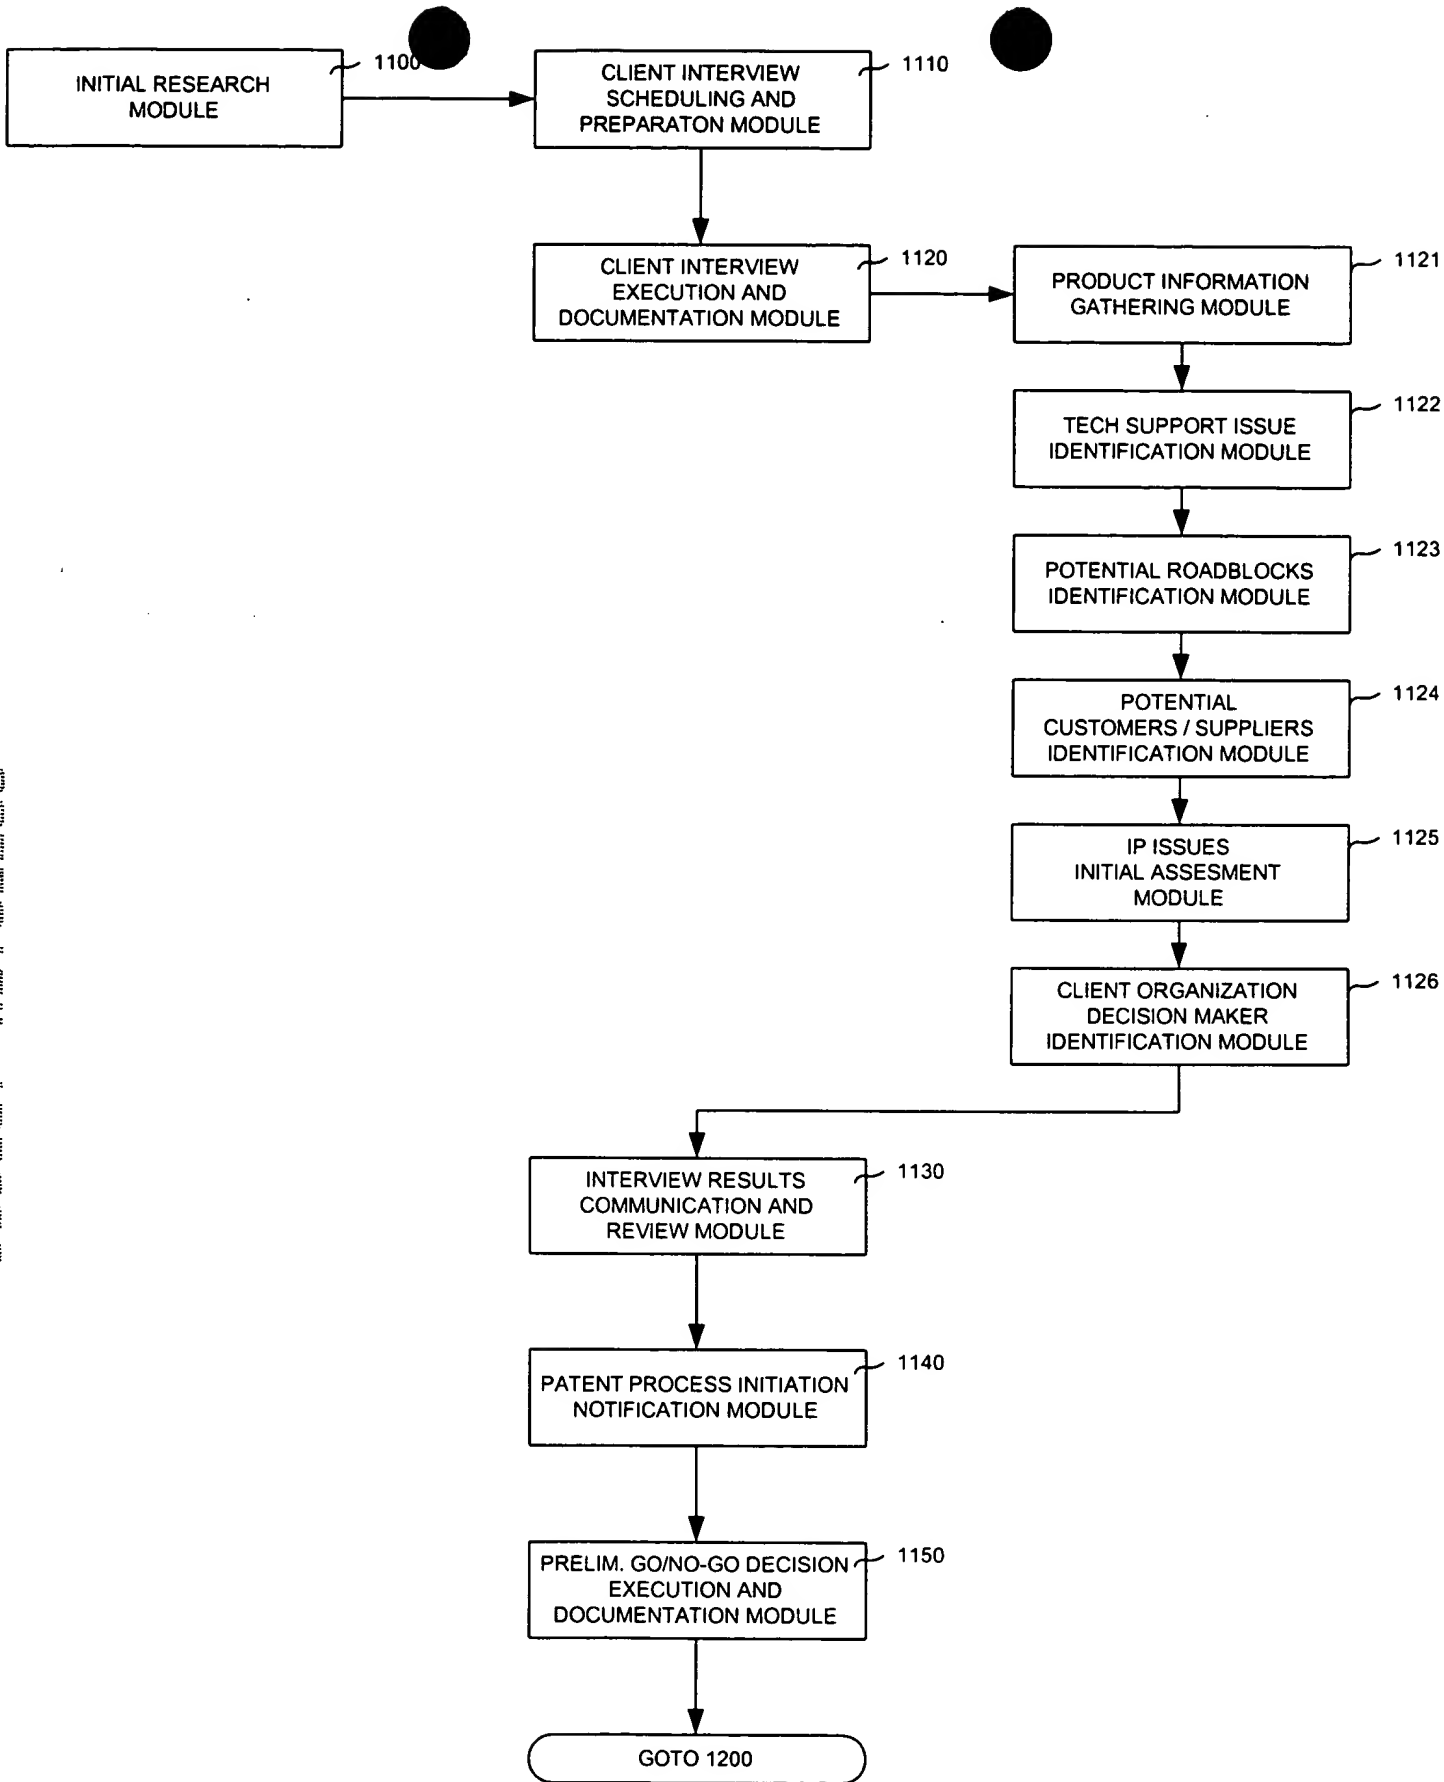 INITIAL RESEARCH
MODULE
1100
CLIENT INTERVIEW
SCHEDULING AND
PREPARATON MODULE
1110
CLIENT INTERVIEW
EXECUTION AND
DOCUMENTATION MODULE
1120
PRODUCT INFORMATION
GATHERING MODULE
1121
TECH SUPPORT ISSUE
IDENTIFICATION MODULE
1122
POTENTIAL ROADBLOCKS
IDENTIFICATION MODULE
1123
POTENTIAL
CUSTOMERS / SUPPLIERS
IDENTIFICATION MODULE
1124
IP ISSUES
INITIAL ASSESMENT
MODULE
1125
CLIENT ORGANIZATION
DECISION MAKER
IDENTIFICATION MODULE
1126
INTERVIEW RESULTS
COMMUNICATION AND
REVIEW MODULE
1130
PATENT PROCESS INITIATION
NOTIFICATION MODULE
1140
PRELIM. GO/NO-GO DECISION
EXECUTION AND
DOCUMENTATION MODULE
1150
GOTO 1200